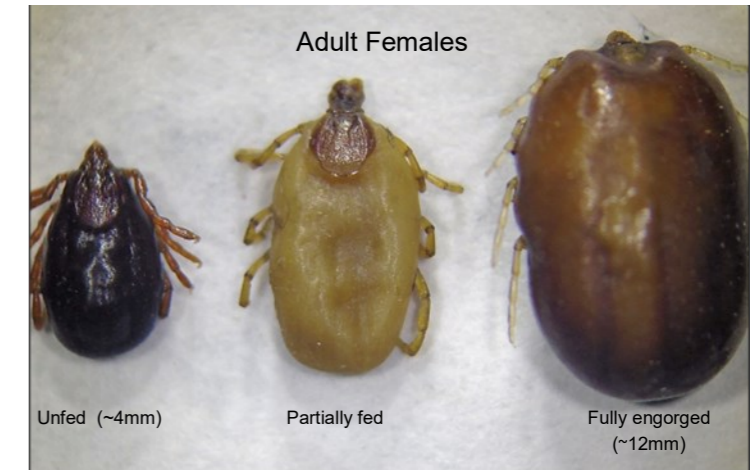 Adult Females
Unfed (~4mm)
Partially fed
Fully engorged
(~12mm)